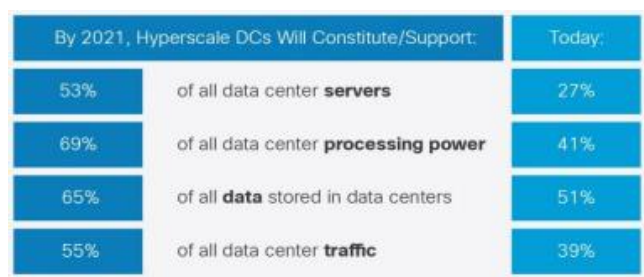 By 2021, Hyperscale DCs Will Constitute/Support: Today:
53% of all data center servers 27%
69% of all data center processing power 41%
65% of all data stored in data centers 51%
55% of all data center traffic 39%